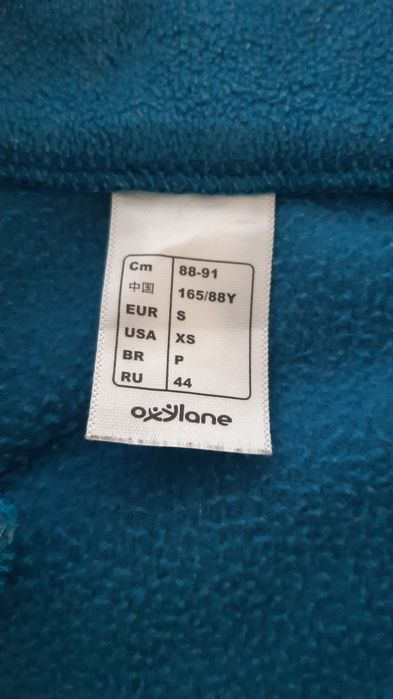 Cm 88-91
中国 165/88Y
EUR S
USA XS
BR P
RU 44
oxylane